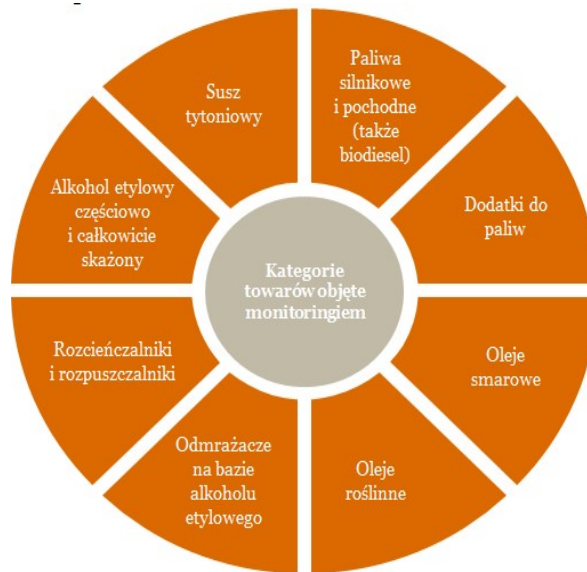 Paliwa
silnikowe
i pochodne
(także
biodiesel)
Dodatki do
paliw
Oleje
smarowe
Oleje
roślinne
Odmrażacze
na bazie
alkoholu
etylowego
Rozcieńczalniki
i rozpuszczalniki
Alkohol etylowy
częściowo
i całkowicie
skażony
Susz
tytoniowy
Kategorie
towarów objęte
monitoringiem